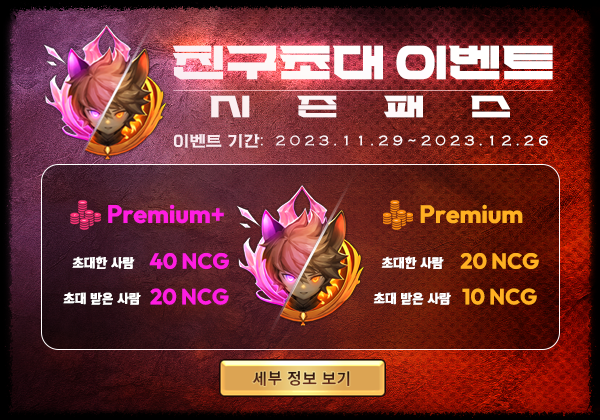 친구초대 이벤트
시즌패스
이벤트 기간: 2023.11.29~2023.12.26
Premium+
초대한 사람 40 NCG
초대 받은 사람 20 NCG
Premium
초대한 사람 20 NCG
초대 받은 사람 10 NCG
세부 정보 보기